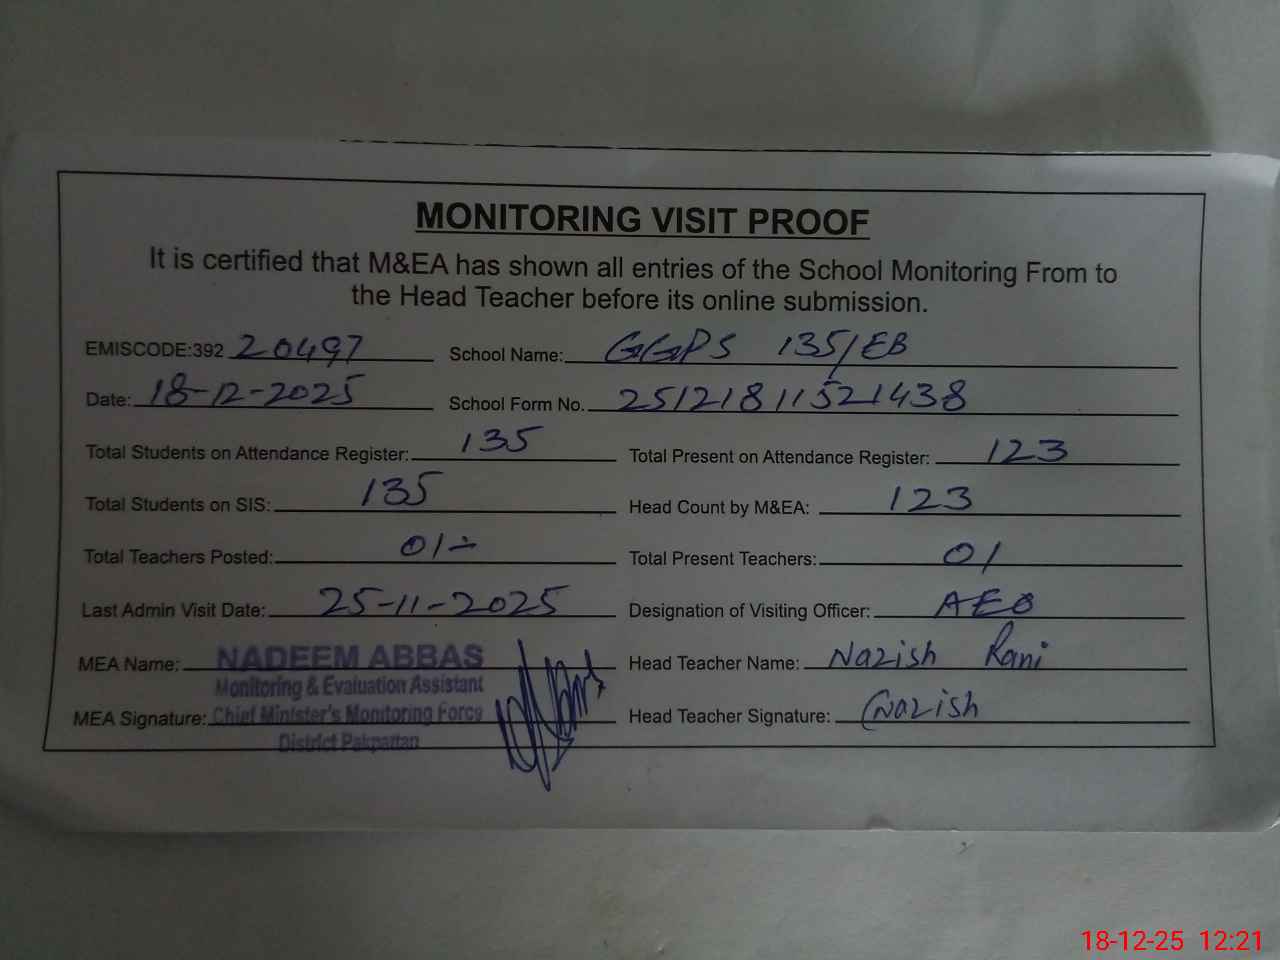 MONITORING VISIT PROOF
It is certified that M&EA has shown all entries of the School Monitoring From to
the Head Teacher before its online submission.
EMISCODE:392 20497 School Name: GGPS 135/EB
Date: 18-12-2025 School Form No. 25121811521438
Total Students on Attendance Register: 135 Total Present on Attendance Register: 123
Total Students on SIS: 135 Head Count by M&EA: 123
Total Teachers Posted: 01 Total Present Teachers: 01
Last Admin Visit Date: 25-11-2025 Designation of Visiting Officer: AEO
MEA Name: NADEEM ABBAS Head Teacher Name: Nazish Rani
Monitoring & Evaluation Assistant
MEA Signature: Chief Minister's Monitoring Force Head Teacher Signature: Nazish
District Pakpattan
18-12-25 12:21